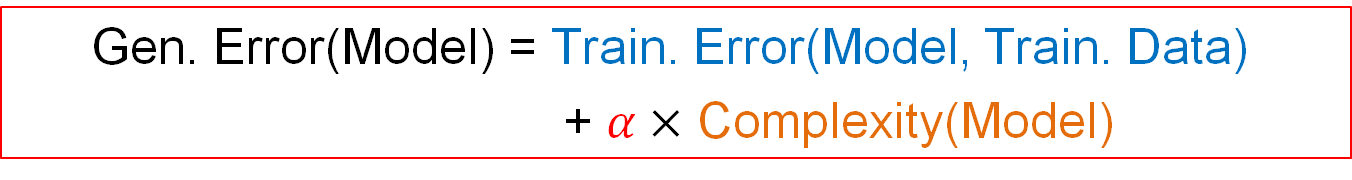 Gen. Error(Model) = Train. Error(Model, Train. Data)
+ α × Complexity(Model)